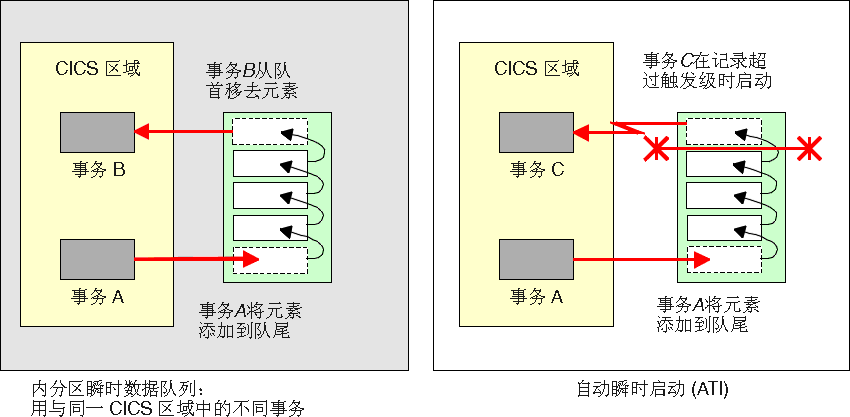 CICS 区域
事务B从队
首移去元素
事务 B
事务 A
事务A将元素
添加到队尾
内分区瞬时数据队列：
用与同一 CICS 区域中的不同事务
CICS 区域
事务C在记录超
过触发级时启动
事务 C
事务 A
事务A将元素
添加到队尾
自动瞬时启动 (ATI)